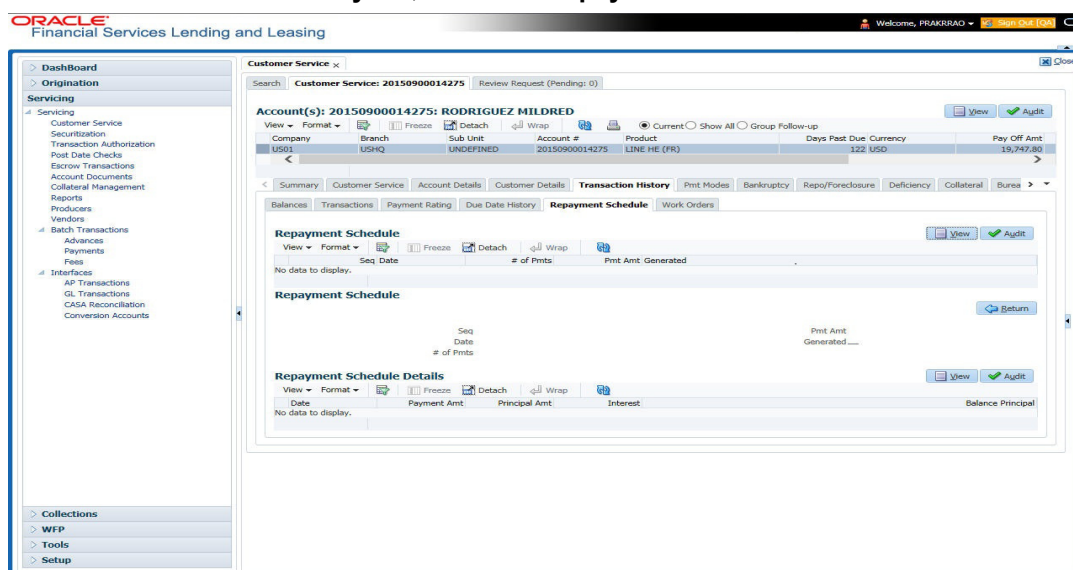 ORACLE
Financial Services Lending and Leasing
Welcome, PRAKRRAO
Sign Out [QA]
Close
DashBoard
Origination
Servicing
Servicing
Customer Service
Securitization
Transaction Authorization
Post Date Checks
Escrow Transactions
Account Documents
Collateral Management
Reports
Producers
Vendors
Batch Transactions
Advances
Payments
Fees
Interfaces
AP Transactions
GL Transactions
CASA Reconciliation
Conversion Accounts
Collections
WFP
Tools
Setup
Customer Service
Search Customer Service: 20150900014275 Review Request (Pending: 0)
Account(s): 20150900014275: RODRIGUEZ MILDRED
View Audit
View Format Freeze Detach Wrap Current Show All Group Follow-up
Company Branch Sub Unit Account # Product Days Past Due Currency Pay Off Amt
US01 USHQ UNDEFINED 20150900014275 LINE HE (FR) 122 USD 19,747.80
Summary Customer Service Account Details Customer Details Transaction History Pmt Modes Bankruptcy Repo/Foreclosure Deficiency Collateral Burea
Balances Transactions Payment Rating Due Date History Repayment Schedule Work Orders
Repayment Schedule
View Audit
View Format Freeze Detach Wrap
Seq Date # of Pmts Pmt Amt Generated
No data to display.
Repayment Schedule
Return
Seq Pmt Amt
Date Generated
# of Pmts
Repayment Schedule Details
View Audit
View Format Freeze Detach Wrap
Date Payment Amt Principal Amt Interest Balance Principal
No data to display.